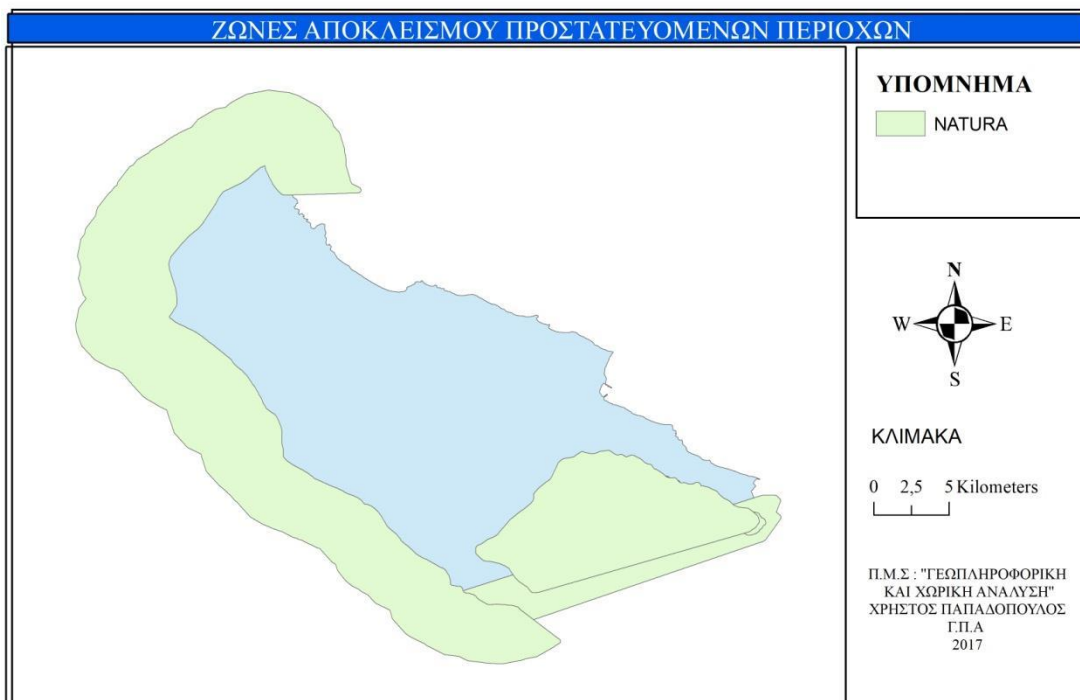 ΖΩΝΕΣ ΑΠΟΚΛΕΙΣΜΟΥ ΠΡΟΣΤΑΤΕΥΟΜΕΝΩΝ ΠΕΡΙΟΧΩΝ
ΥΠΟΜΝΗΜΑ
NATURA
N
W E
S
ΚΛΙΜΑΚΑ
0 2,5 5 Kilometers
Π.Μ.Σ : "ΓΕΩΠΛΗΡΟΦΟΡΙΚΗ
ΚΑΙ ΧΩΡΙΚΗ ΑΝΑΛΥΣΗ"
ΧΡΗΣΤΟΣ ΠΑΠΑΔΟΠΟΥΛΟΣ
Γ.Π.Α
2017